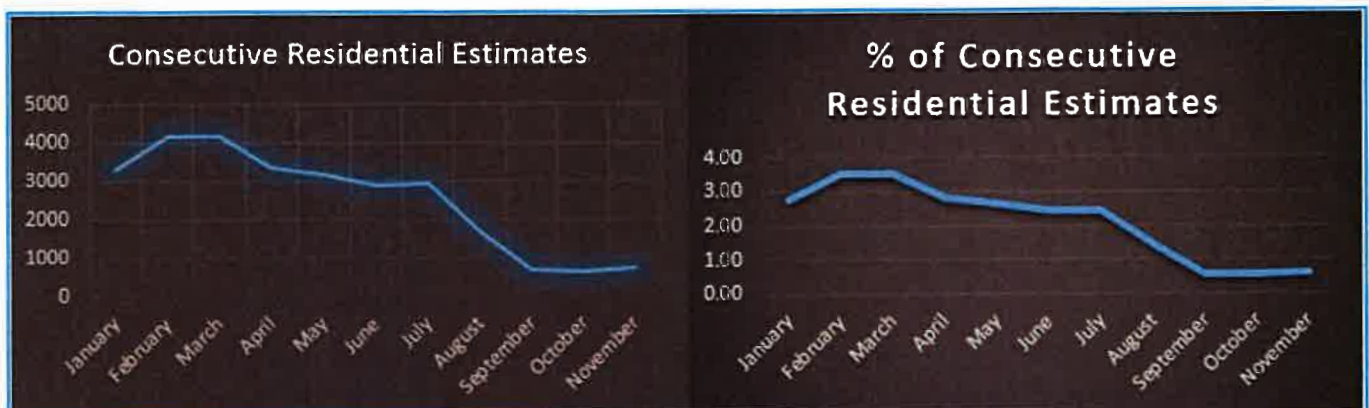 Consecutive Residential Estimates
5000
4000
3000
2000
1000
0
January
February
March
April
May
June
July
August
September
October
November
% of Consecutive
Residential Estimates
4.00
3.00
2.00
1.00
0.00
January
February
March
April
May
June
July
August
September
October
November